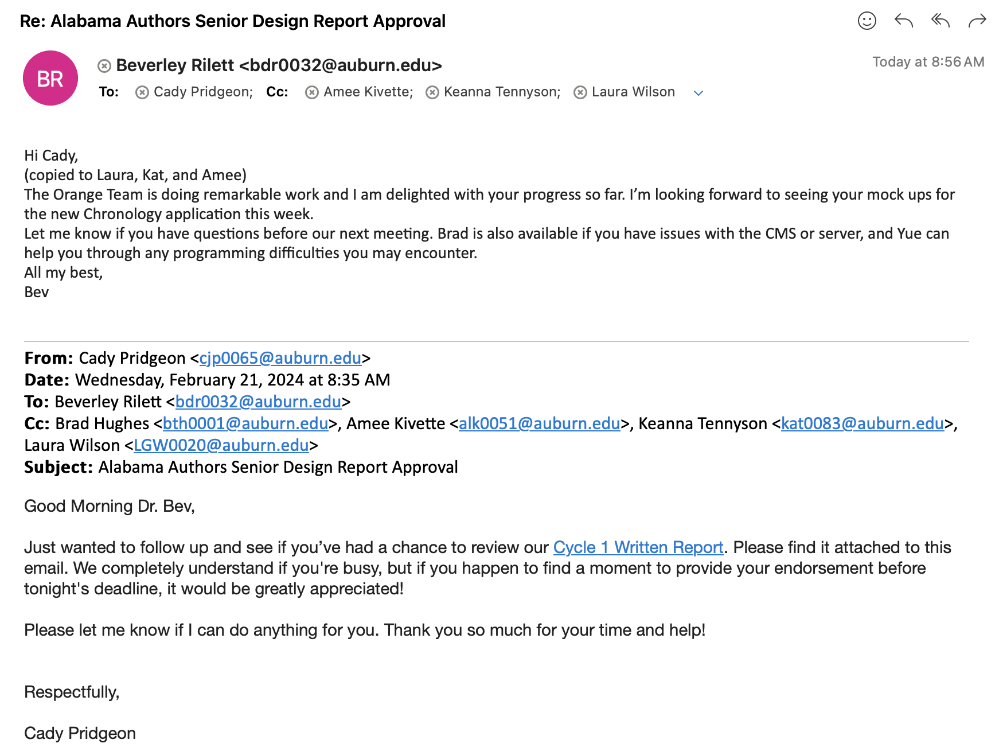 Re: Alabama Authors Senior Design Report Approval
BR
Beverley Rilett <bdr0032@auburn.edu>
Today at 8:56 AM
To: Cady Pridgeon; Cc: Amee Kivette; Keanna Tennyson; Laura Wilson
Hi Cady,
(copied to Laura, Kat, and Amee)
The Orange Team is doing remarkable work and I am delighted with your progress so far. I’m looking forward to seeing your mock ups for
the new Chronology application this week.
Let me know if you have questions before our next meeting. Brad is also available if you have issues with the CMS or server, and Yue can
help you through any programming difficulties you may encounter.
All my best,
Bev
From: Cady Pridgeon <cjp0065@auburn.edu>
Date: Wednesday, February 21, 2024 at 8:35 AM
To: Beverley Rilett <bdr0032@auburn.edu>
Cc: Brad Hughes <bth0001@auburn.edu>, Amee Kivette <alk0051@auburn.edu>, Keanna Tennyson <kat0083@auburn.edu>,
Laura Wilson <LGW0020@auburn.edu>
Subject: Alabama Authors Senior Design Report Approval
Good Morning Dr. Bev,
Just wanted to follow up and see if you’ve had a chance to review our Cycle 1 Written Report. Please find it attached to this
email. We completely understand if you're busy, but if you happen to find a moment to provide your endorsement before
tonight's deadline, it would be greatly appreciated!
Please let me know if I can do anything for you. Thank you so much for your time and help!
Respectfully,
Cady Pridgeon